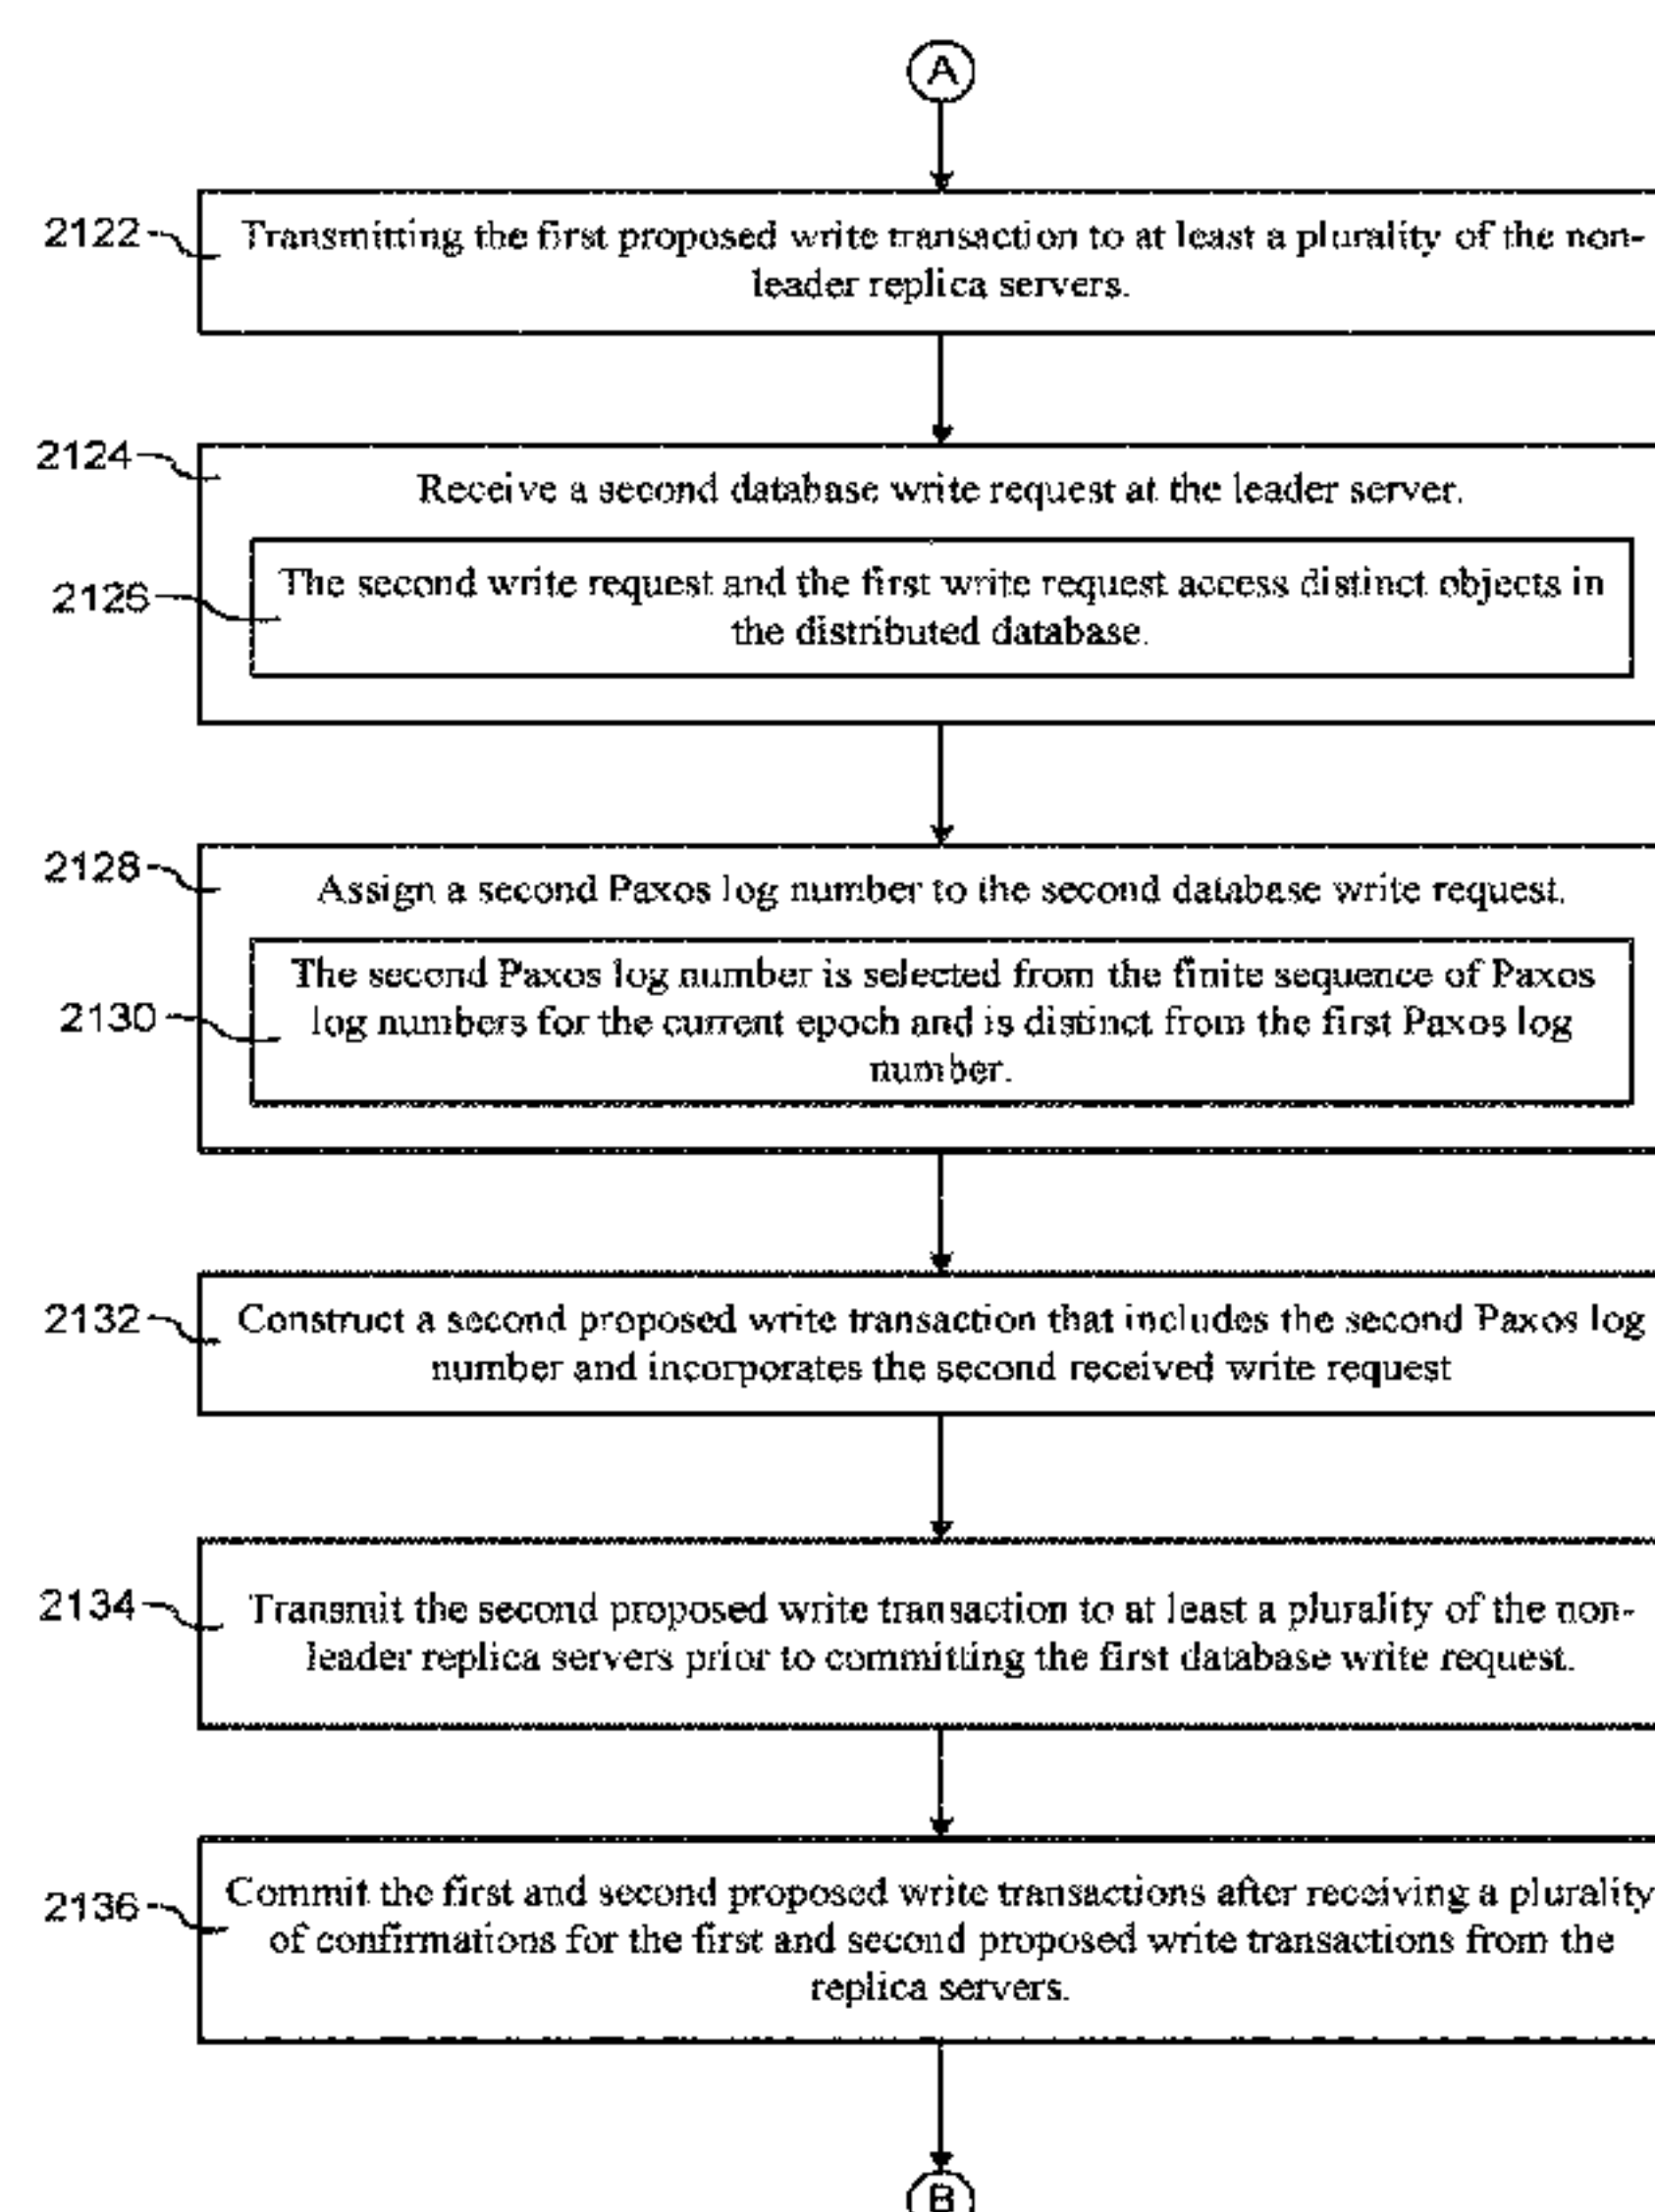 A
2122
Transmitting the first proposed write transaction to at least a plurality of the non-
leader replica servers.
2124
Receive a second database write request at the leader server.
2126
The second write request and the first write request access distinct objects in
the distributed database.
2128
Assign a second Paxos log number to the second database write request.
The second Paxos log number is selected from the finite sequence of Paxos
2130
log numbers for the current epoch and is distinct from the first Paxos log
number.
2132
Construct a second proposed write transaction that includes the second Paxos log
number and incorporates the second received write request
2134
Transmit the second proposed write transaction to at least a plurality of the non-
leader replica servers prior to committing the first database write request.
2136
Commit the first and second proposed write transactions after receiving a plurality
of confirmations for the first and second proposed write transactions from the
replica servers.
B